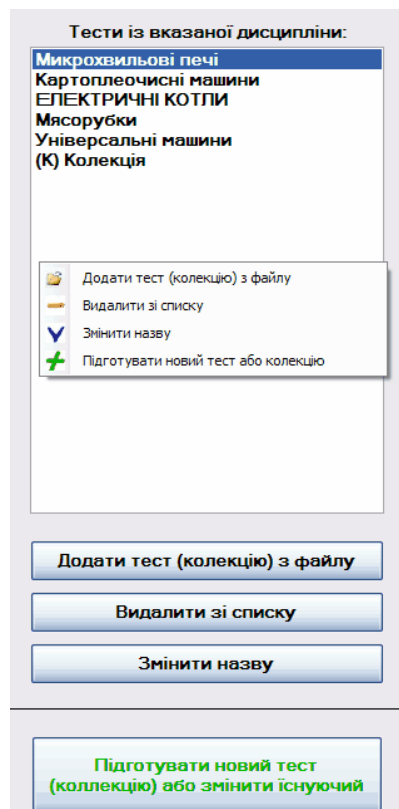 Тести із вказаної дисципліни:
Микрохвильові печі
Картоплеочисні машини
ЕЛЕКТРИЧНІ КОТЛИ
Мясорубки
Універсальні машини
(К) Колекція
Додати тест (колекцію) з файлу
Видалити зі списку
Змінити назву
Підготувати новий тест або колекцію
Додати тест (колекцію) з файлу
Видалити зі списку
Змінити назву
Підготувати новий тест
(коллекцію) або змінити їснуючий